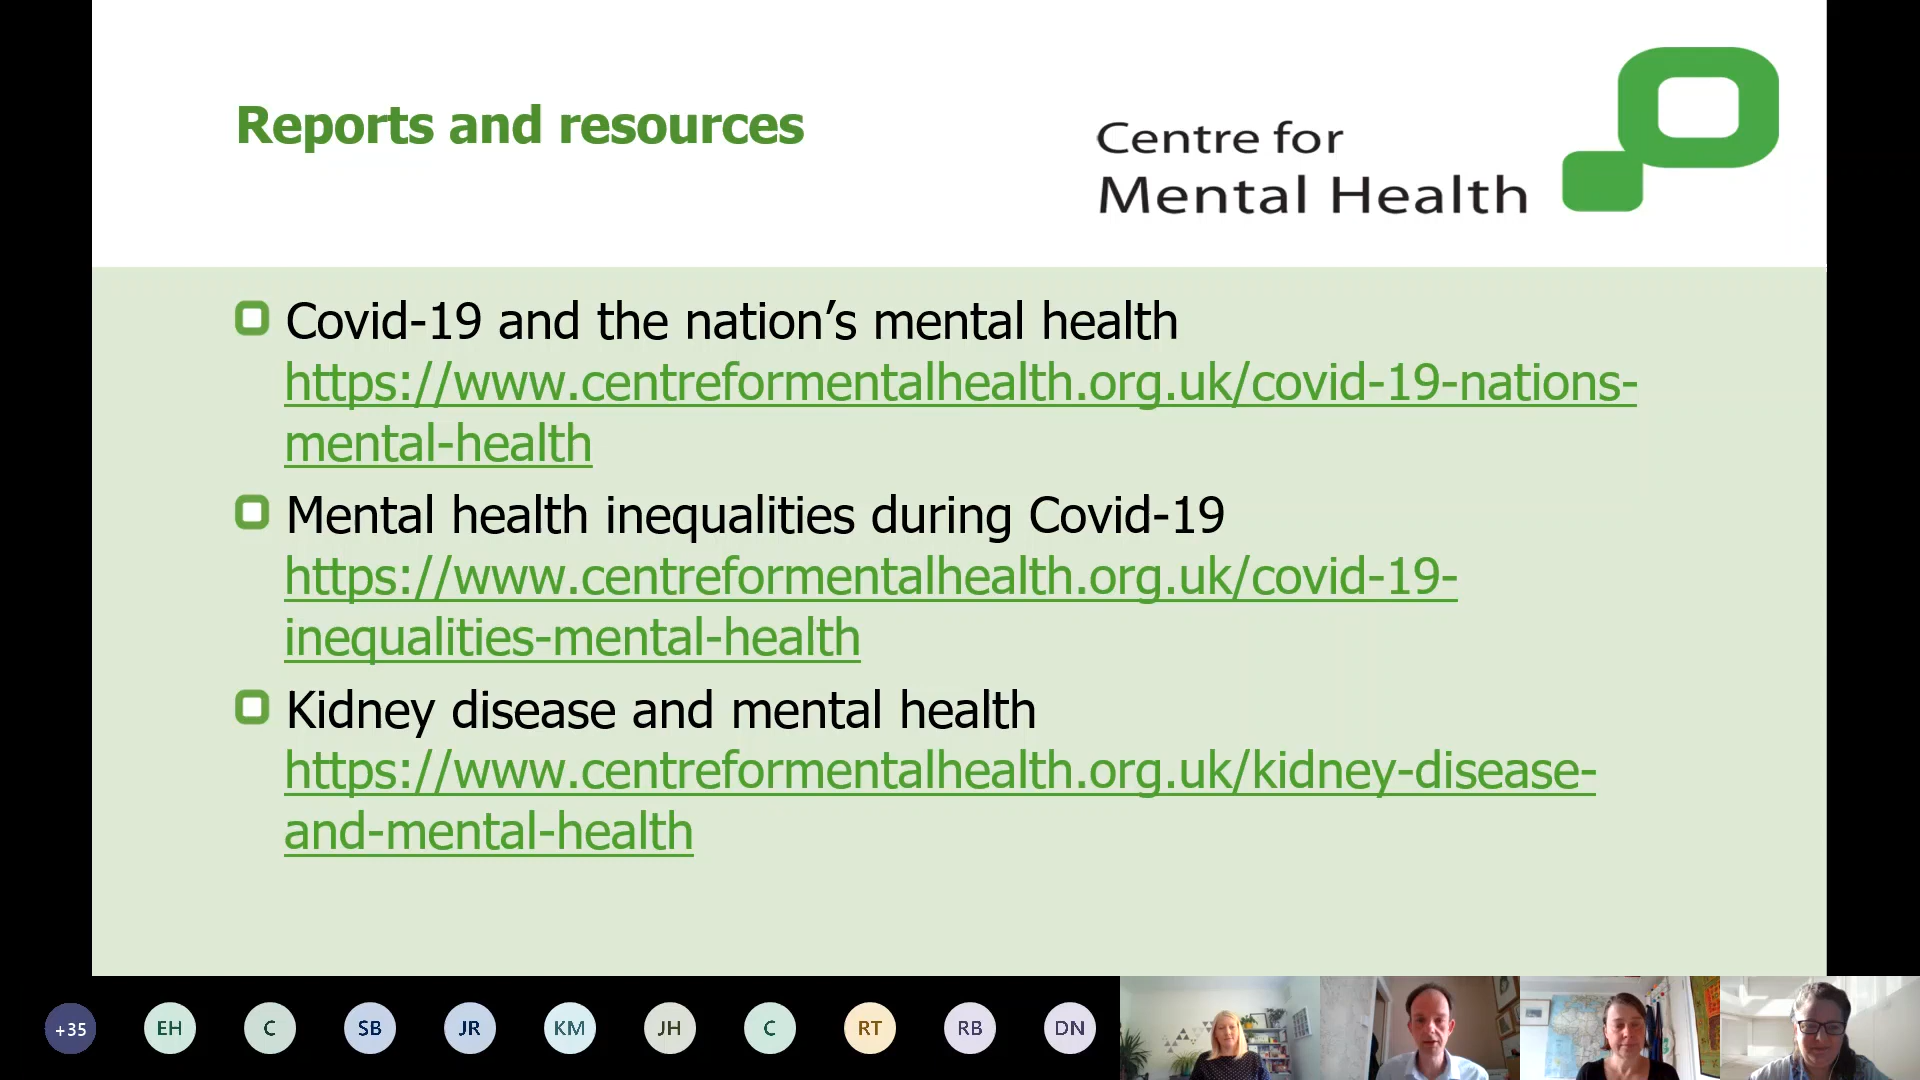 Reports and resources
Centre for
Mental Health
Covid-19 and the nation’s mental health
https://www.centreformentalhealth.org.uk/covid-19-nations-
mental-health
Mental health inequalities during Covid-19
https://www.centreformentalhealth.org.uk/covid-19-
inequalities-mental-health
Kidney disease and mental health
https://www.centreformentalhealth.org.uk/kidney-disease-
and-mental-health
+35 EH C SB JR KM JH C RT RB DN